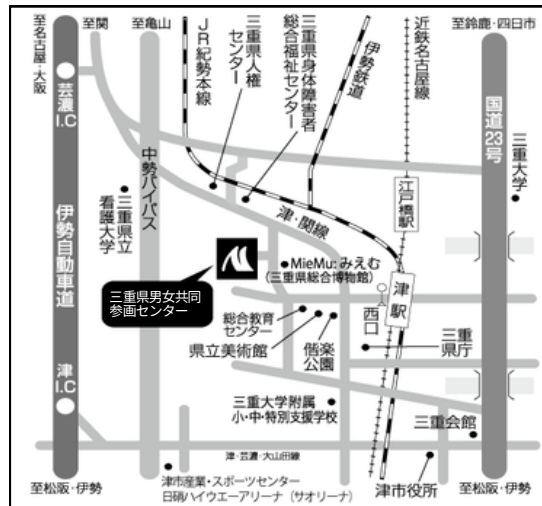 至名古屋・大阪
至関
至亀山
JR紀勢本線
三重県人権
センター
三重県身体障害者
総合福祉センター
伊勢鉄道
近鉄名古屋線
至鈴鹿・四日市
芸濃
I.C
国道23号
三重大学
中勢バイパス
三重県立
看護大学
江戸橋駅
伊勢自動車道
津・関線
MieMu:みえむ
(三重県総合博物館)
三重県男女共同
参画センター
津駅
西口
総合教育
センター
県立美術館
偕楽
公園
三重
県庁
津
I.C
三重大学附属
小・中・特別支援学校
三重会館
津・芸濃・大山田線
津市産業・スポーツセンター
日硝ハイウエーアリーナ(サオリーナ)
津市役所
至松阪・伊勢
至松阪・伊勢